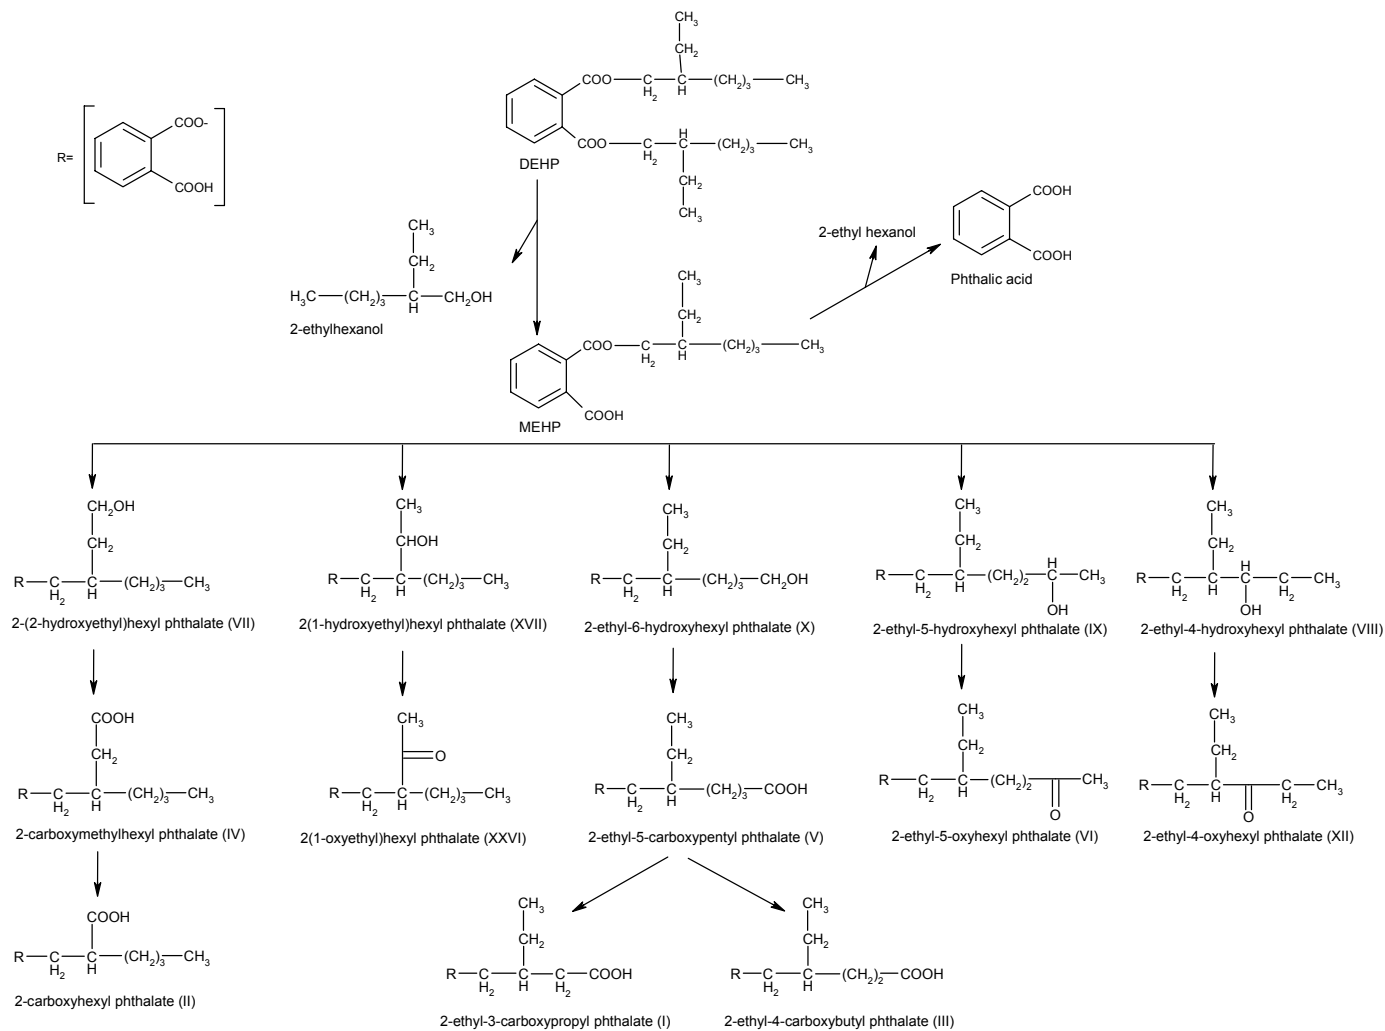 CH3
CH2
COO—C—C—(CH2)3—CH3
H2 H
R=
COO-
COOH
H
COO—C—C—(CH2)3—CH3
H2
DEHP
CH2
CH3
COOH
COOH
Phthalic acid
2-ethyl hexanol
CH3
CH2
H3C—(CH2)3—C—CH2OH
H
2-ethylhexanol
CH3
CH2
COO—C—C—(CH2)3—CH3
H2 H
COOH
MEHP
CH2OH
CH2
R—C—C—(CH2)3—CH3
H2 H
2-(2-hydroxyethyl)hexyl phthalate (VII)
CH3
CHOH
R—C—C—(CH2)3—CH3
H2 H
2(1-hydroxyethyl)hexyl phthalate (XVII)
CH3
CH2
R—C—C—(CH2)3—CH2OH
H2 H
2-ethyl-6-hydroxyhexyl phthalate (X)
CH3
CH2
H
R—C—C—(CH2)2—C—CH3
H2 H
OH
2-ethyl-5-hydroxyhexyl phthalate (IX)
CH3
CH2
H
R—C—C—C—C—CH3
H2 H H2
OH
2-ethyl-4-hydroxyhexyl phthalate (VIII)
COOH
CH2
R—C—C—(CH2)3—CH3
H2 H
2-carboxymethylhexyl phthalate (IV)
CH3
O
R—C—C—(CH2)3—CH3
H2 H
2(1-oxyethyl)hexyl phthalate (XXVI)
CH3
CH2
R—C—C—(CH2)3—COOH
H2 H
2-ethyl-5-carboxypentyl phthalate (V)
CH3
CH2
R—C—C—(CH2)2 CH3
H2 H
O
2-ethyl-5-oxyhexyl phthalate (VI)
CH3
CH2
R—C—C—C—CH3
H2 H H2
O
2-ethyl-4-oxyhexyl phthalate (XII)
COOH
R—C—C—(CH2)3—CH3
H2 H
2-carboxyhexyl phthalate (II)
CH3
CH2
H
R—C—C—C—COOH
H2 H2
2-ethyl-3-carboxypropyl phthalate (I)
CH3
CH2
R—C—C—(CH2)2—COOH
H2 H
2-ethyl-4-carboxybutyl phthalate (III)